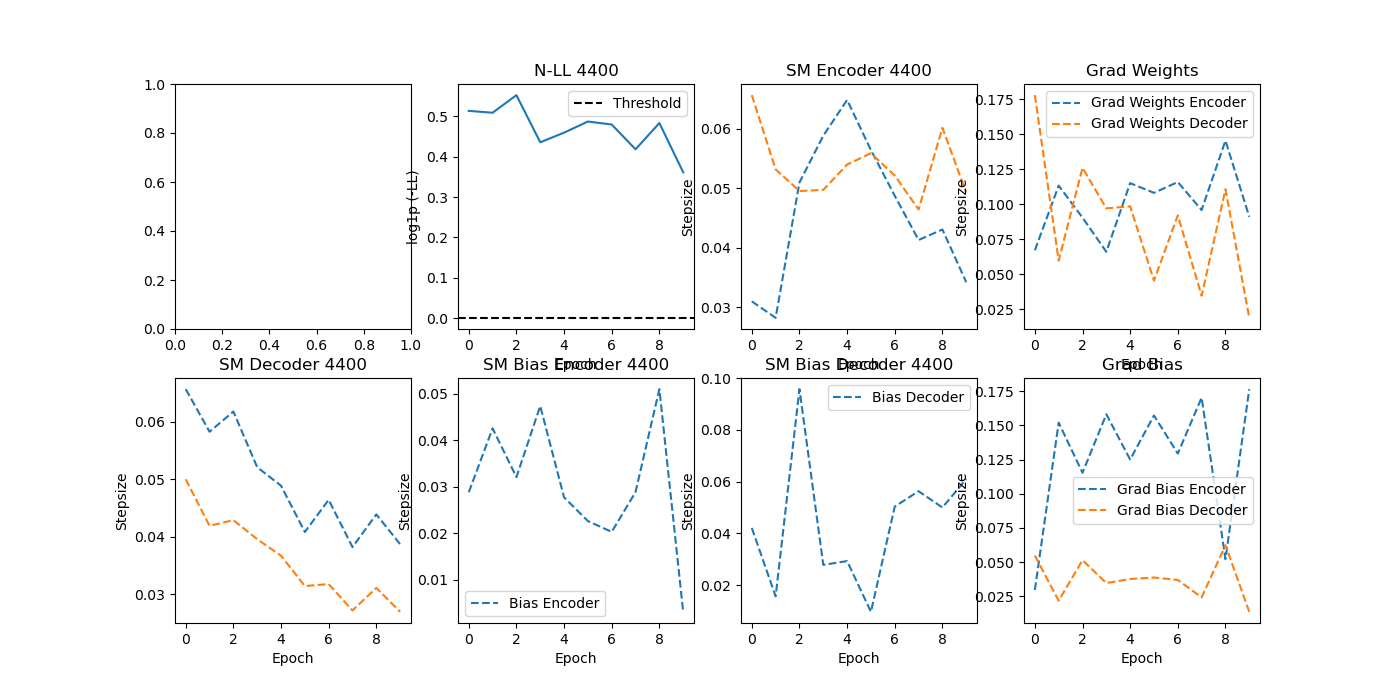 N-LL 4400
SM Encoder 4400
Grad Weights
1.0
0.8
0.6
0.4
0.2
0.0
0.0 0.2 0.4 0.6 0.8 1.0
log1p (-LL)
0.5
0.4
0.3
0.2
0.1
0.0
Threshold
0 2 4 6 8
Epoch
Stepsize
0.06
0.05
0.04
0.03
0 2 4 6 8
Epoch
Stepsize
0.175
0.150
0.125
0.100
0.075
0.050
0.025
Grad Weights Encoder
Grad Weights Decoder
0 2 4 6 8
Epoch
SM Decoder 4400
SM Bias Encoder 4400
SM Bias Decoder 4400
Grad Bias
Stepsize
0.06
0.05
0.04
0.03
0 2 4 6 8
Epoch
Stepsize
0.05
0.04
0.03
0.02
0.01
Bias Encoder
0 2 4 6 8
Epoch
Stepsize
0.10
0.08
0.06
0.04
0.02
Bias Decoder
0 2 4 6 8
Epoch
Stepsize
0.175
0.150
0.125
0.100
0.075
0.050
0.025
Grad Bias Encoder
Grad Bias Decoder
0 2 4 6 8
Epoch